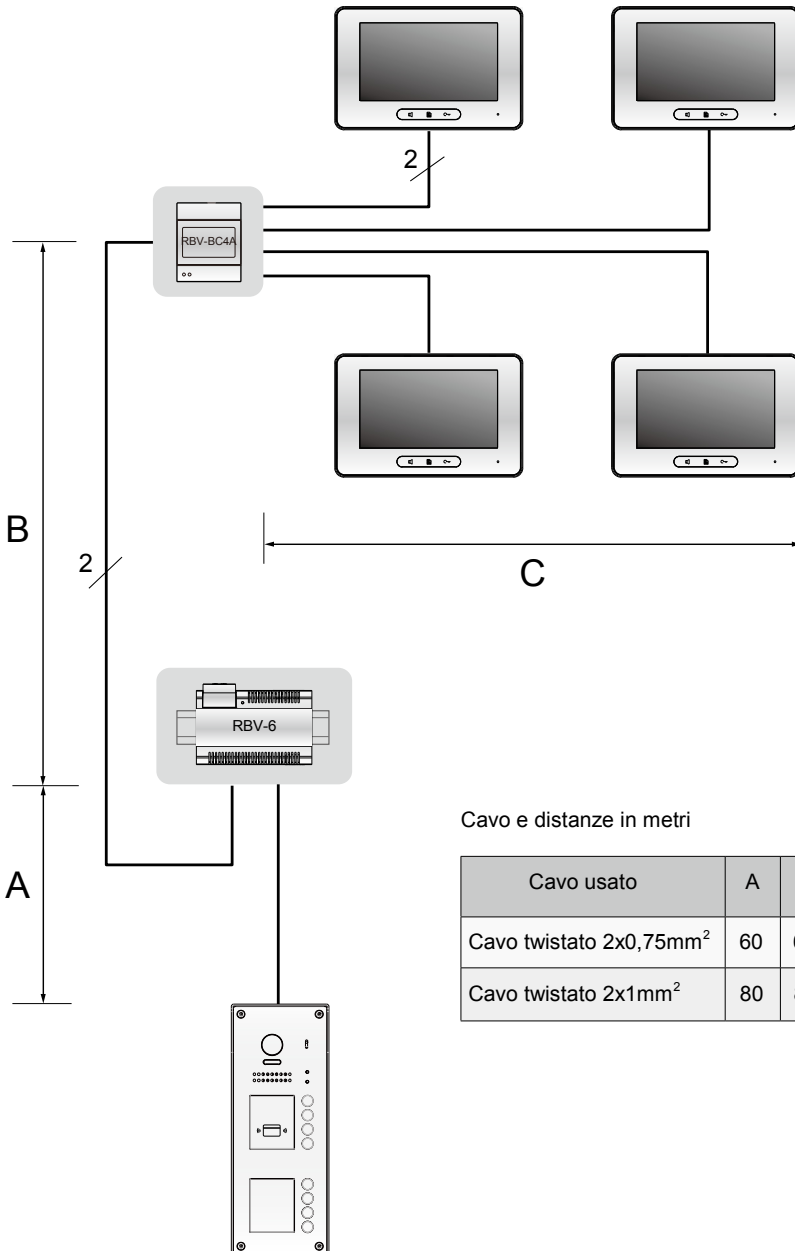 2
RBV-BC4A
B
2
C
RBV-6
A
Cavo e distanze in metri
Cavo usato A
Cavo twistato 2x0,75mm² 60
Cavo twistato 2x1mm² 80